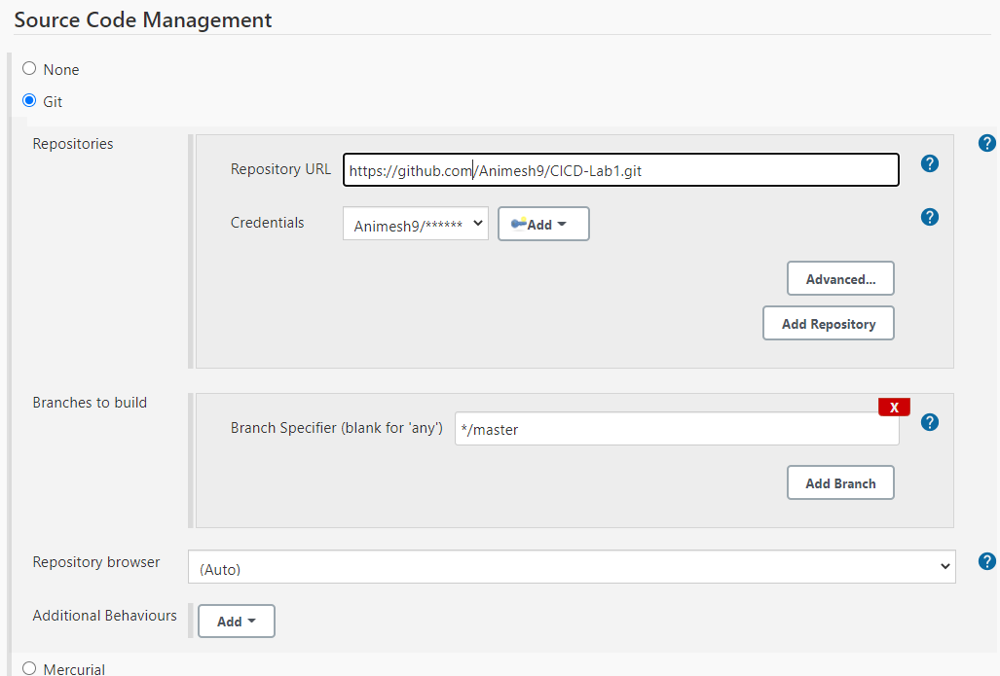 Source Code Management
None
Git
Repositories
?
Repository URL https://github.com/Animesh9/CICD-Lab1.git ?
Credentials Animesh9/****** Add ?
Advanced...
Add Repository
Branches to build
X
Branch Specifier (blank for 'any') */master ?
Add Branch
Repository browser (Auto) ?
Additional Behaviours Add
Mercurial